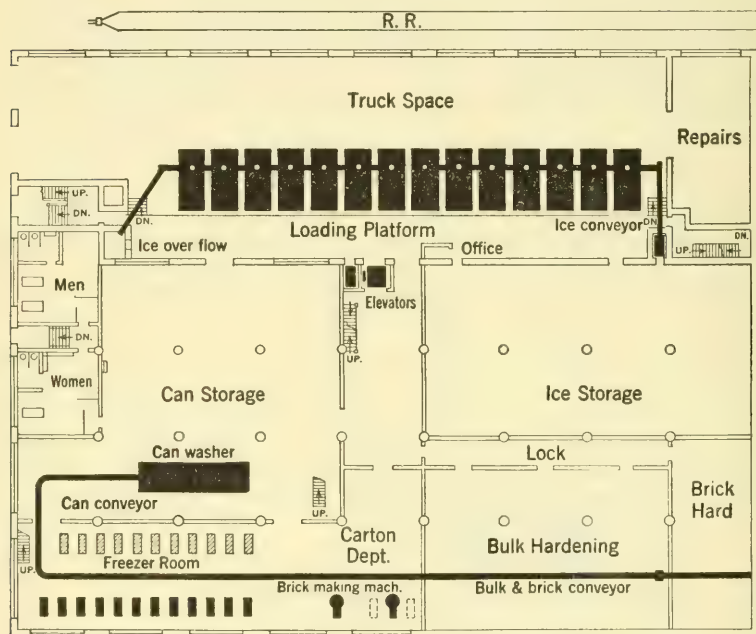 R. R.
Truck Space
Repairs
UP.
DN.
DN.
DN.
Loading Platform
Ice conveyor
DN.
UP.
Ice over flow
Office
Men
Elevators
DN.
UP.
Women
Can Storage
Ice Storage
Can washer
Lock
Can conveyor
Brick
Hard
UP.
Carton
Dept.
Bulk Hardening
UP.
Freezer Room
Brick making mach.
Bulk & brick conveyor